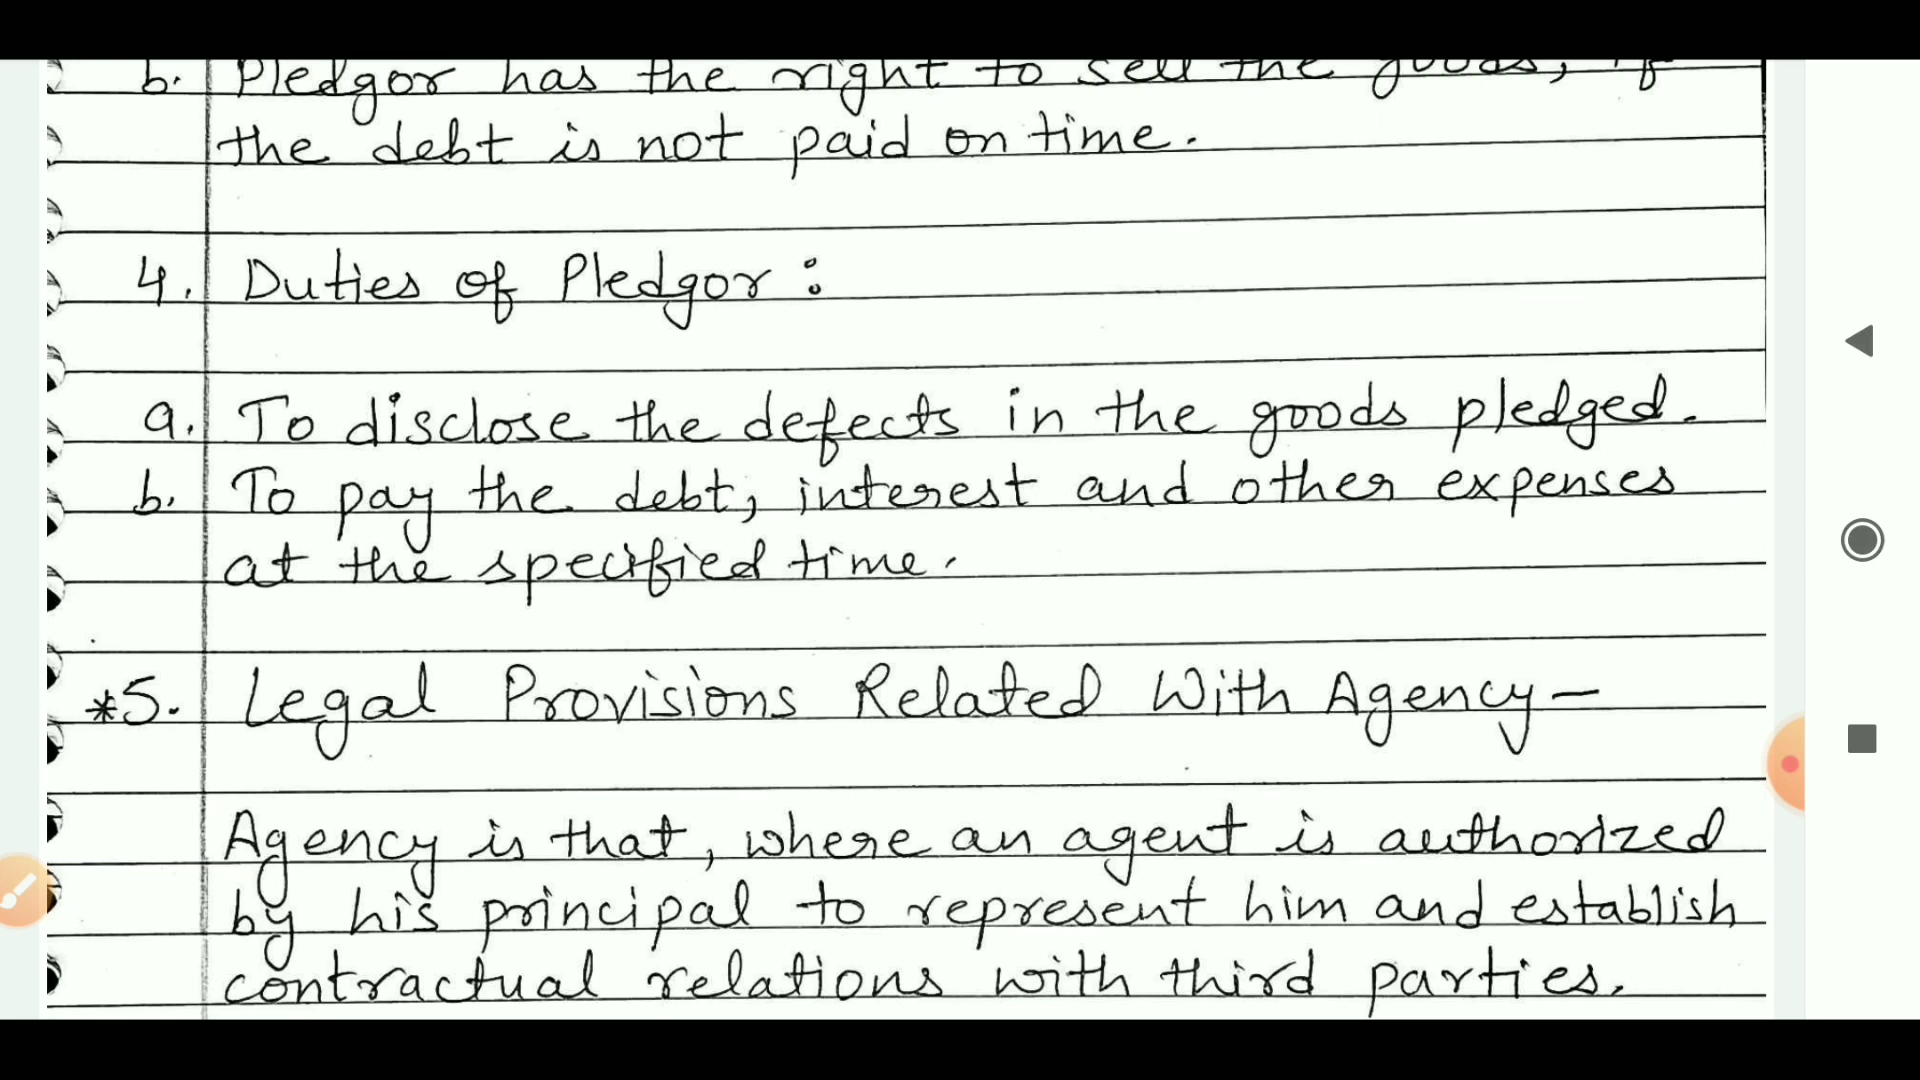 b. Pledgor has the right to sell the goods, if
the debt is not paid on time.
4. Duties of Pledgor :
a. To disclose the defects in the goods pledged.
b. To pay the debt, interest and other expenses
at the specified time.
*5. Legal Provisions Related With Agency-
Agency is that, where an agent is authorized
by his principal to represent him and establish
contractual relations with third parties.